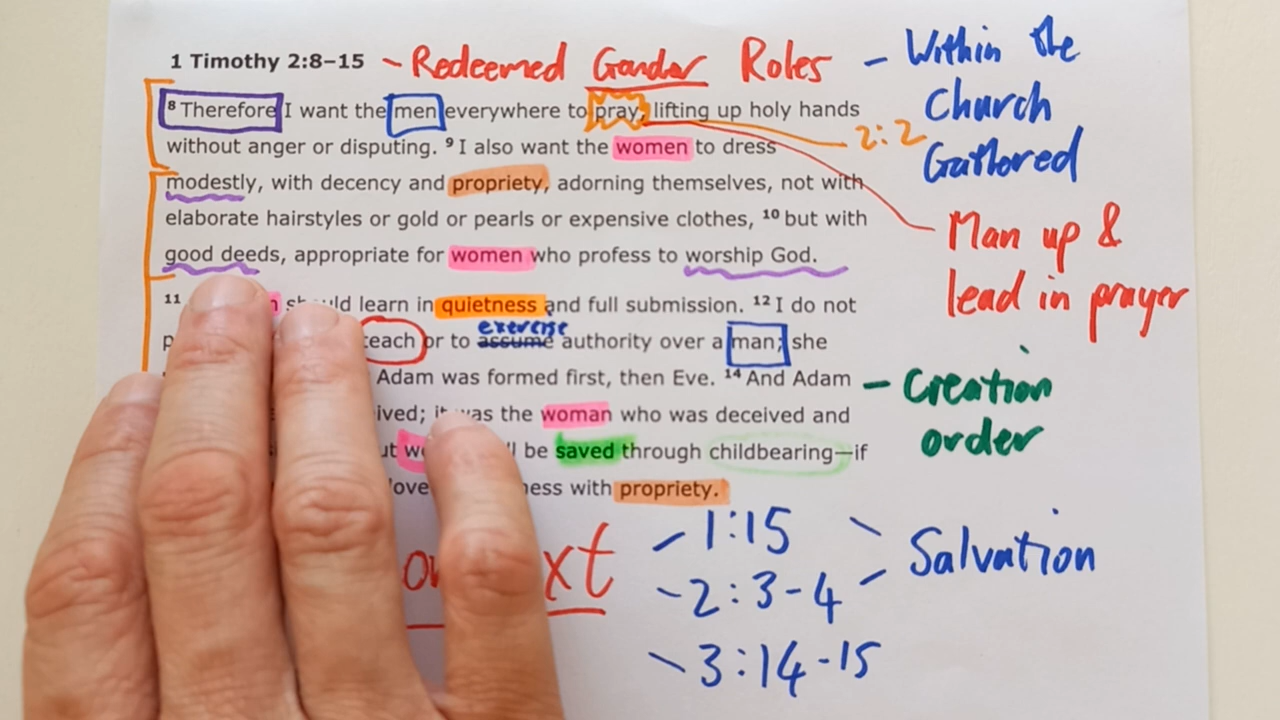 1 Timothy 2:8–15 ~ Redeemed Gender Roles – Within the
Church
Gathered
8 Therefore I want the men everywhere to pray, lifting up holy hands
without anger or disputing. 9 I also want the women to dress
2:2
modestly, with decency and propriety, adorning themselves, not with
elaborate hairstyles or gold or pearls or expensive clothes, 10 but with
good deeds, appropriate for women who profess to worship God.
Man up &
lead in prayer
11 should learn in quietness and full submission. 12 I do not
teach or to assume authority over a man; she
exercise
Adam was formed first, then Eve. 14 And Adam
– Creation
order
it was the woman who was deceived and
be saved through childbearing—if
with propriety.
1:15
2:3-4
3:14-15
Salvation